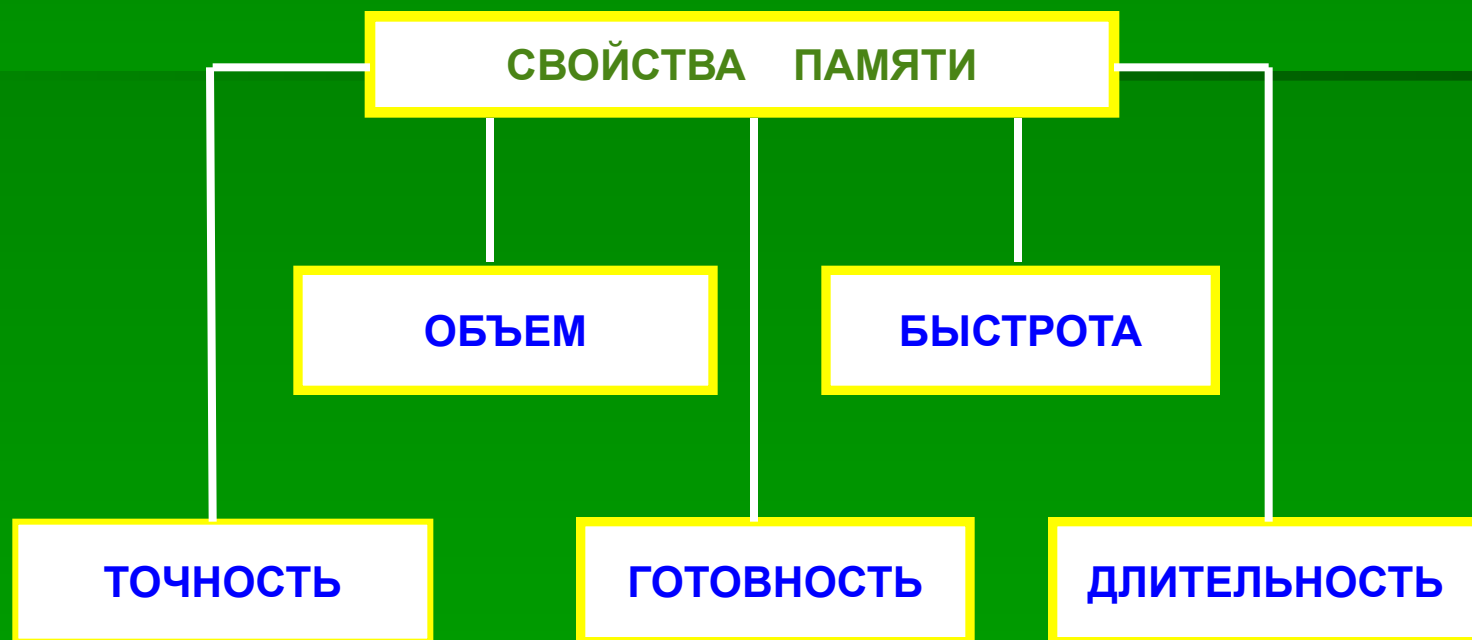 СВОЙСТВА ПАМЯТИ
ОБЪЕМ
БЫСТРОТА
ТОЧНОСТЬ
ГОТОВНОСТЬ
ДЛИТЕЛЬНОСТЬ